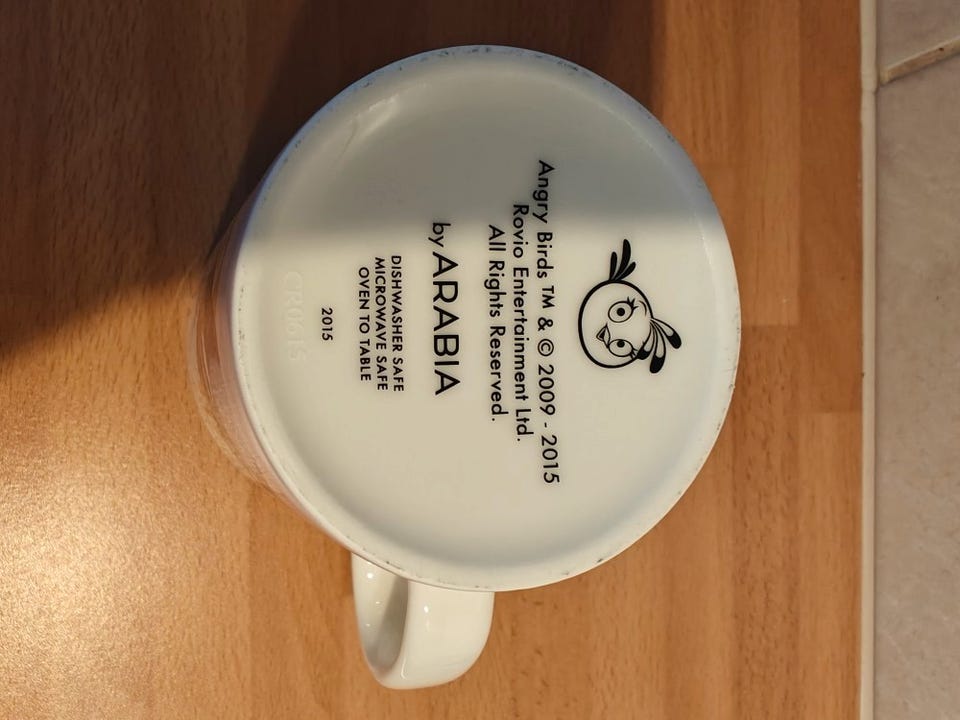 Angry Birds TM & © 2009 - 2015
Rovio Entertainment Ltd.
All Rights Reserved.
by ARABIA
DISHWASHER SAFE
MICROWAVE SAFE
OVEN TO TABLE
2015
CR0615